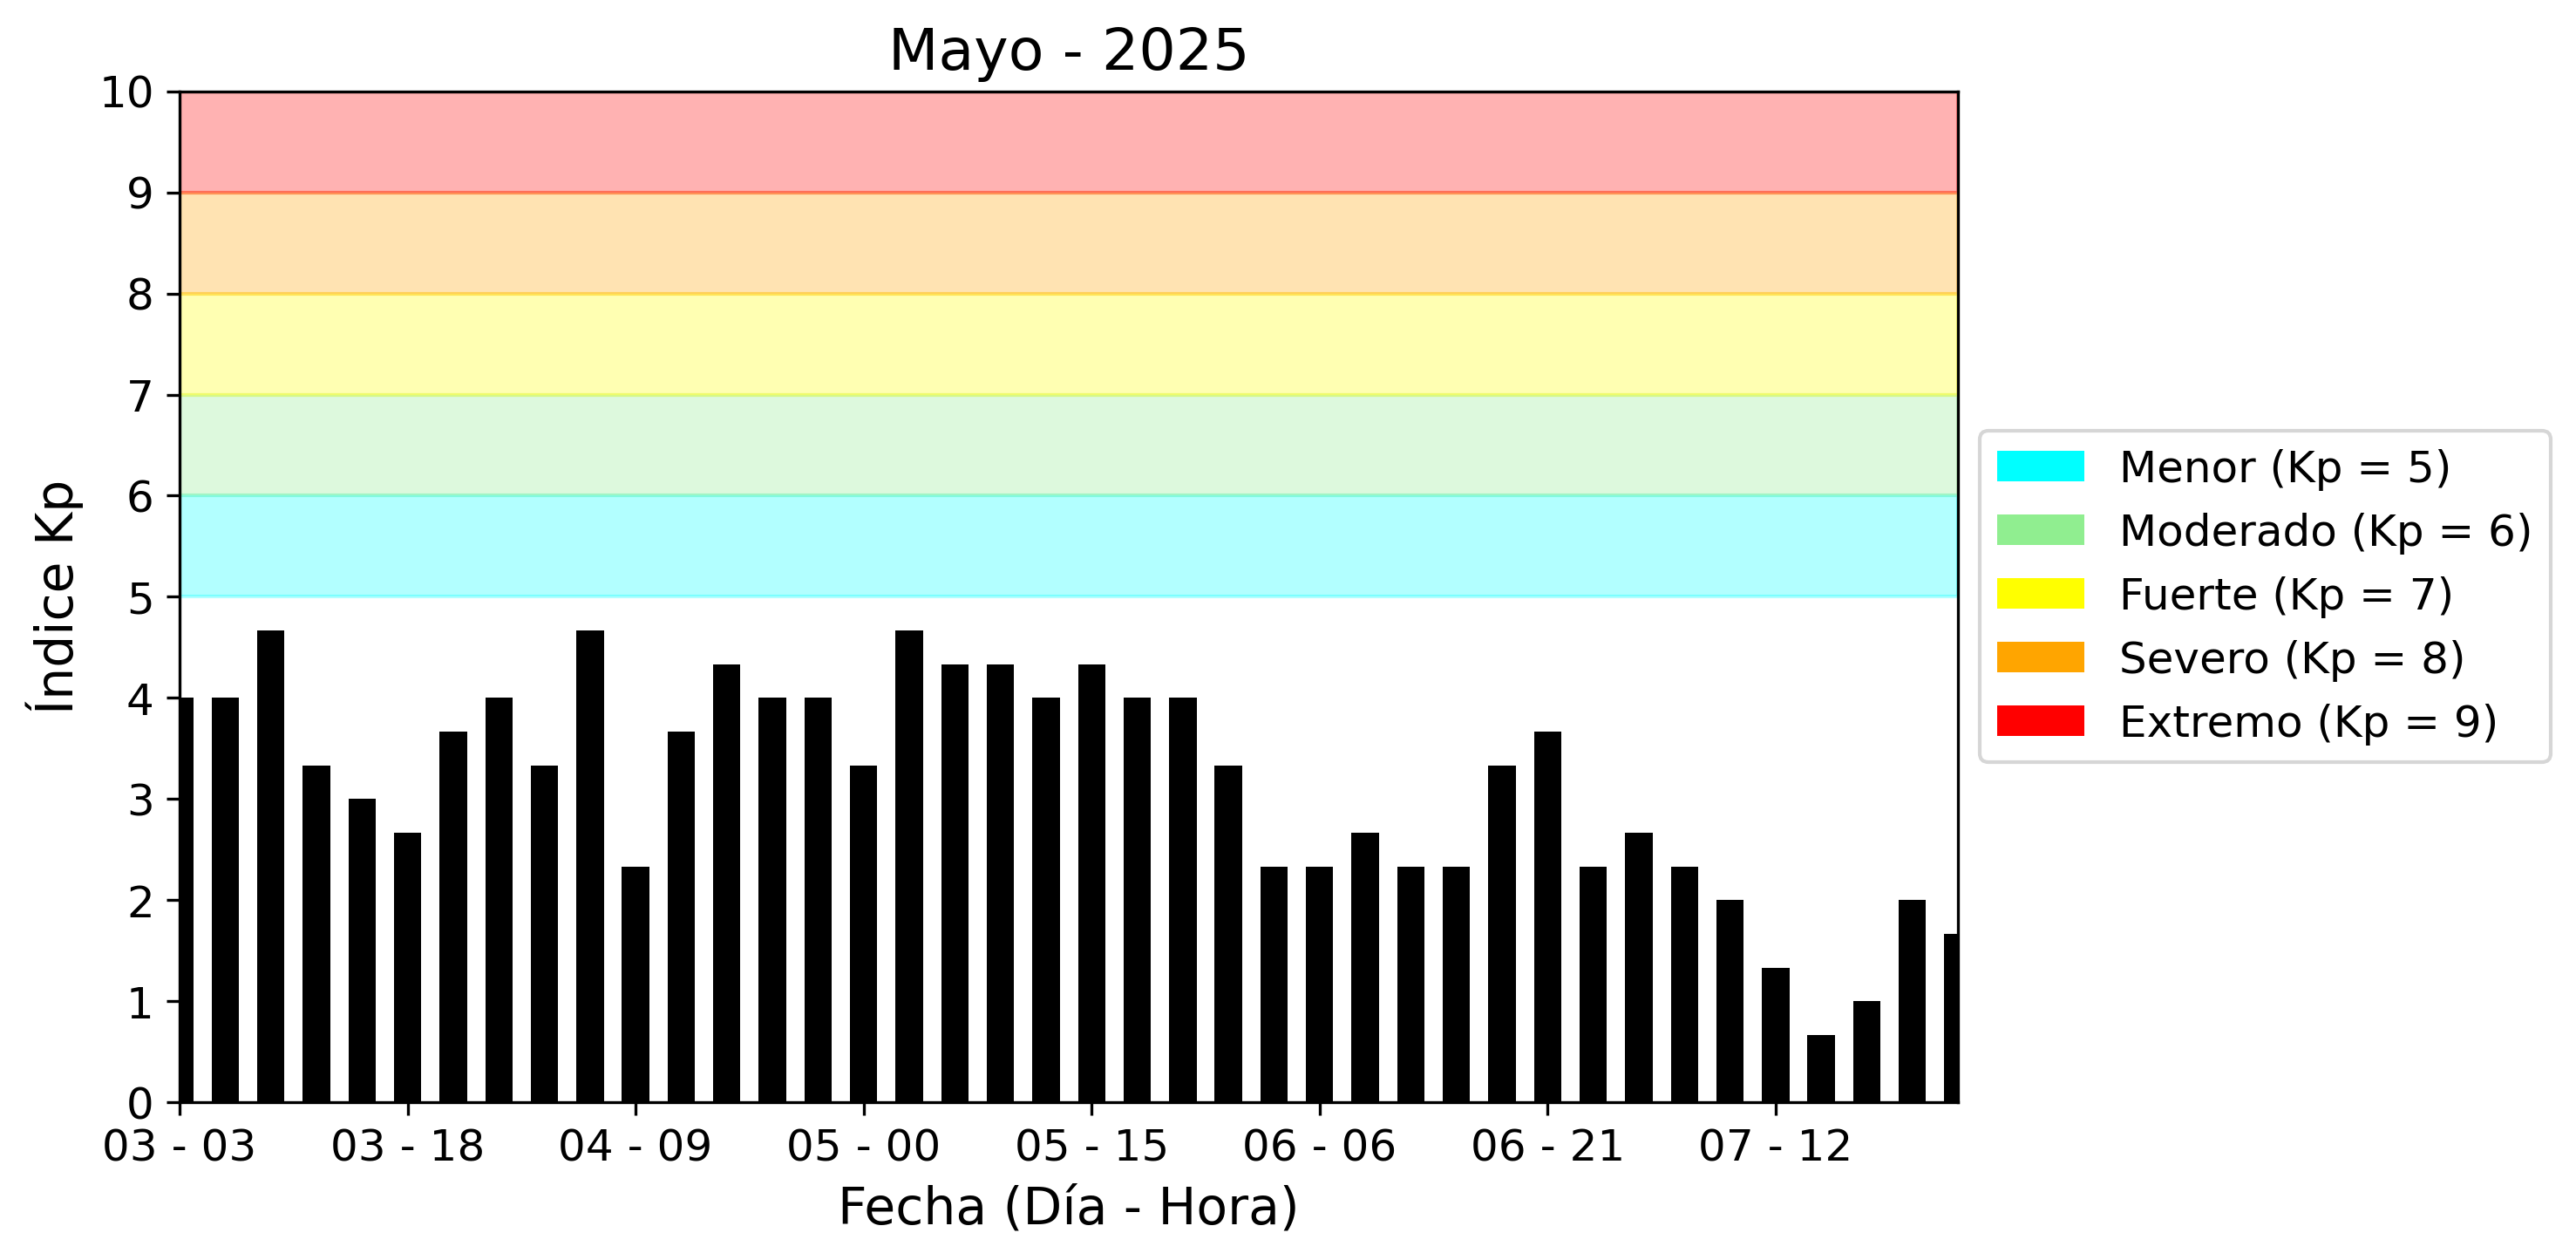 Mayo - 2025
10
9
8
7
6
5
4
3
2
1
0
Índice Kp
03 - 03 03 - 18 04 - 09 05 - 00 05 - 15 06 - 06 06 - 21 07 - 12
Fecha (Día - Hora)
Menor (Kp = 5)
Moderado (Kp = 6)
Fuerte (Kp = 7)
Severo (Kp = 8)
Extremo (Kp = 9)